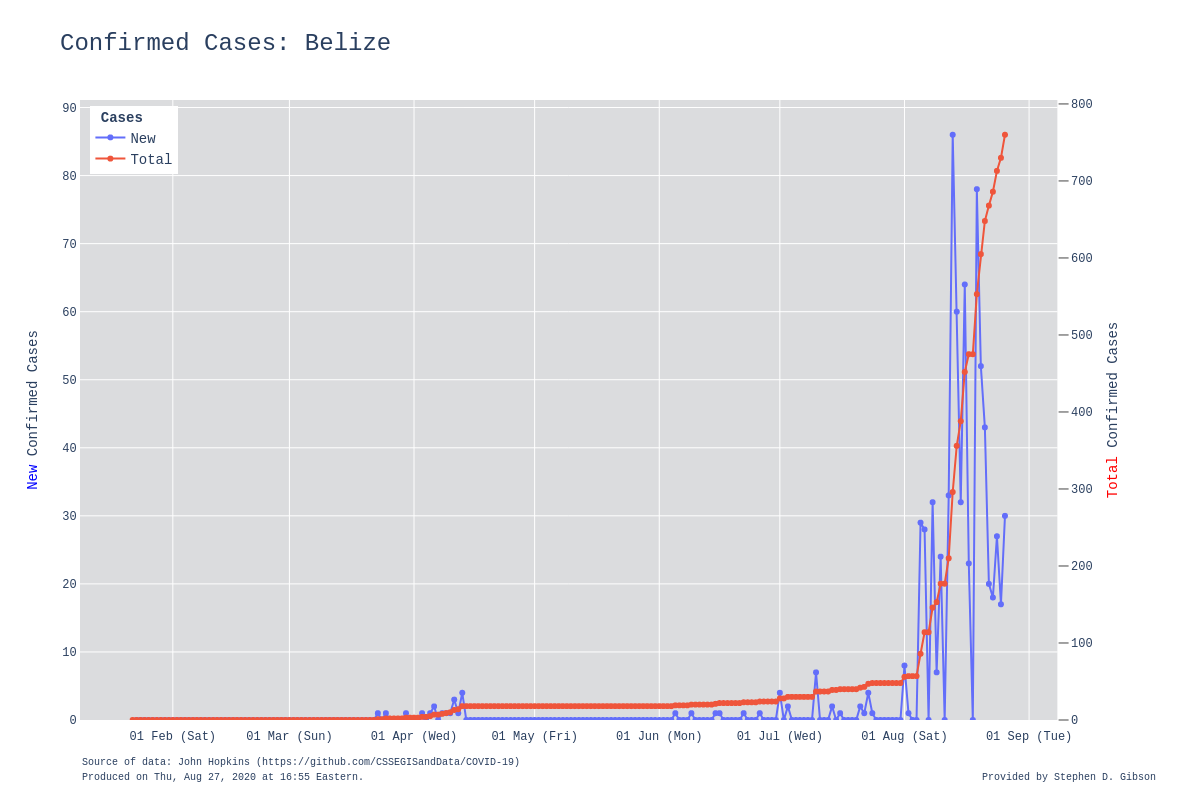 Confirmed Cases: Belize
Cases
New
Total
90
80
70
60
50
40
30
20
10
0
New Confirmed Cases
800
700
600
500
400
300
200
100
0
Total Confirmed Cases
01 Feb (Sat)
01 Mar (Sun)
01 Apr (Wed)
01 May (Fri)
01 Jun (Mon)
01 Jul (Wed)
01 Aug (Sat)
01 Sep (Tue)
Source of data: John Hopkins (https://github.com/CSSEGISandData/COVID-19)
Produced on Thu, Aug 27, 2020 at 16:55 Eastern.
Provided by Stephen D. Gibson